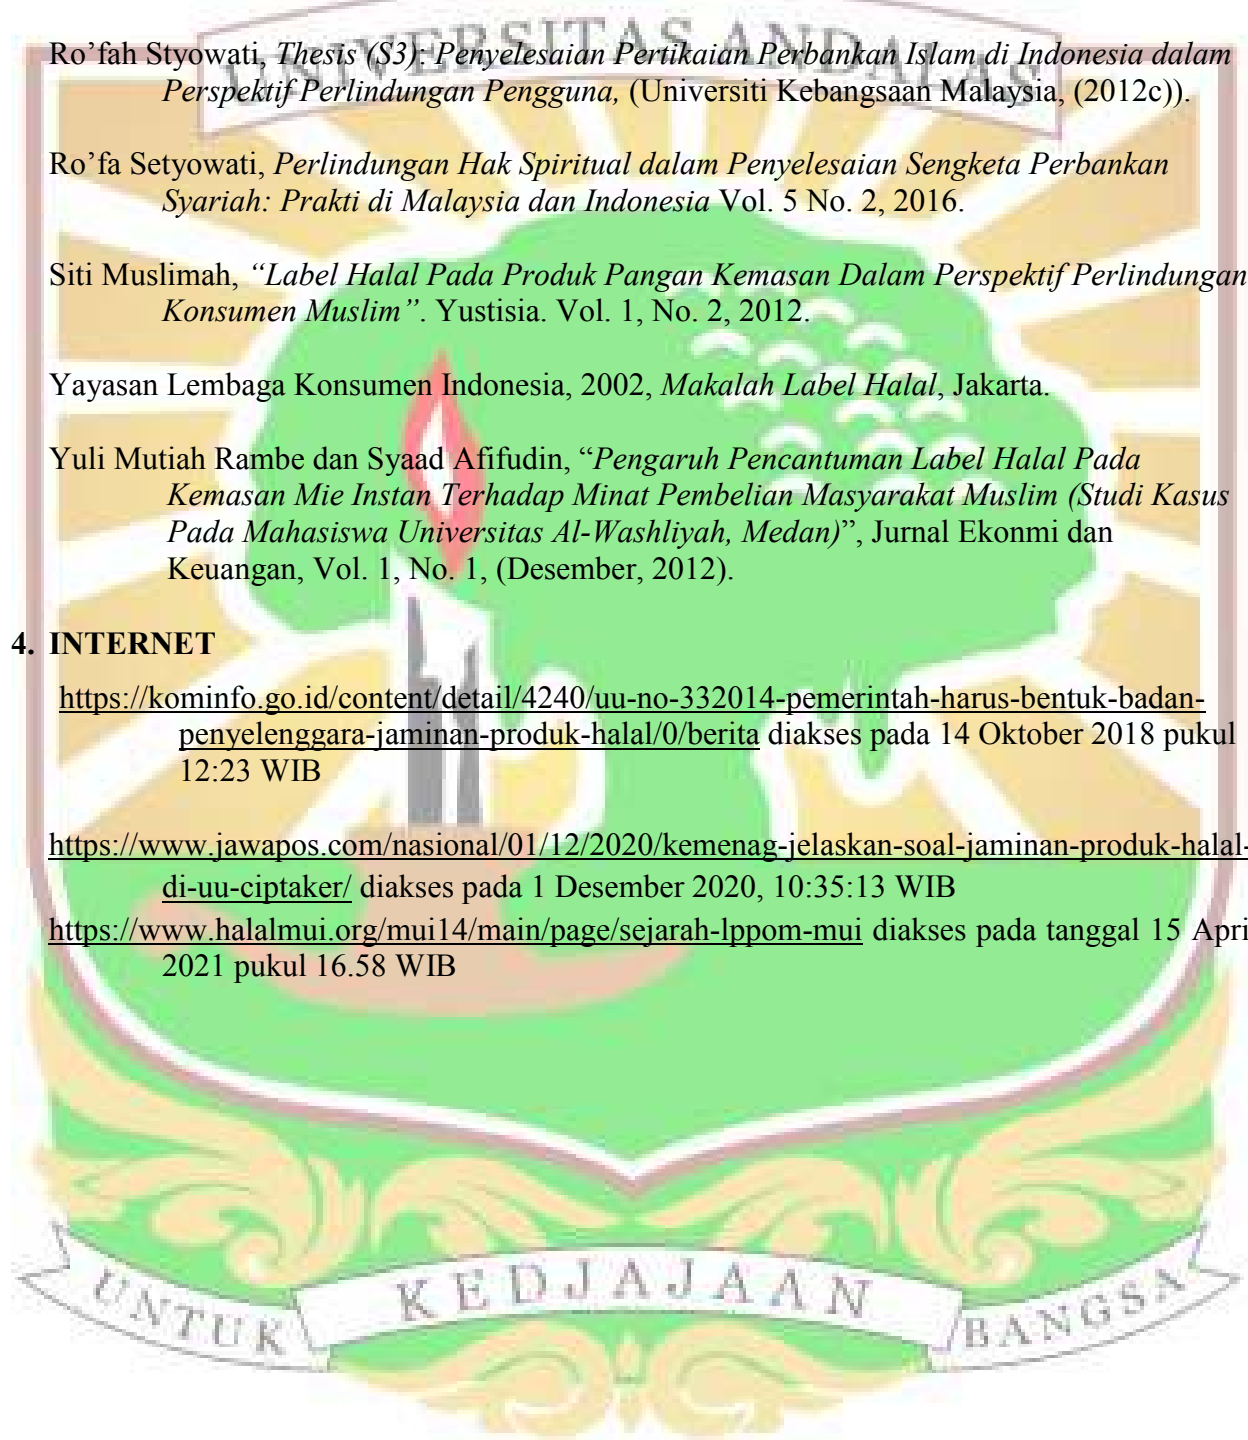 UNIVERSITAS ANDALAS
Ro’fah Styowati, Thesis (S3): Penyelesaian Pertikaian Perbankan Islam di Indonesia dalam
Perspektif Perlindungan Pengguna, (Universiti Kebangsaan Malaysia, (2012c)).
Ro’fa Setyowati, Perlindungan Hak Spiritual dalam Penyelesaian Sengketa Perbankan
Syariah: Prakti di Malaysia dan Indonesia Vol. 5 No. 2, 2016.
Siti Muslimah, “Label Halal Pada Produk Pangan Kemasan Dalam Perspektif Perlindungan
Konsumen Muslim”. Yustisia. Vol. 1, No. 2, 2012.
Yayasan Lembaga Konsumen Indonesia, 2002, Makalah Label Halal, Jakarta.
Yuli Mutiah Rambe dan Syaad Afifudin, “Pengaruh Pencantuman Label Halal Pada
Kemasan Mie Instan Terhadap Minat Pembelian Masyarakat Muslim (Studi Kasus
Pada Mahasiswa Universitas Al-Washliyah, Medan)”, Jurnal Ekonmi dan
Keuangan, Vol. 1, No. 1, (Desember, 2012).
4. INTERNET
https://kominfo.go.id/content/detail/4240/uu-no-332014-pemerintah-harus-bentuk-badan-
penyelenggara-jaminan-produk-halal/0/berita diakses pada 14 Oktober 2018 pukul
12:23 WIB
https://www.jawapos.com/nasional/01/12/2020/kemenag-jelaskan-soal-jaminan-produk-halal-
di-uu-ciptaker/ diakses pada 1 Desember 2020, 10:35:13 WIB
https://www.halalmui.org/mui14/main/page/sejarah-lppom-mui diakses pada tanggal 15 Apri
2021 pukul 16.58 WIB
UNTUK KEDJAJAAN BANGSA